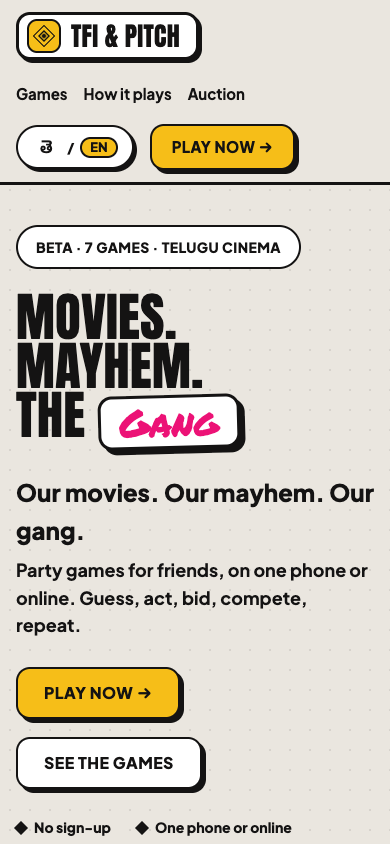 TFI & PITCH
Games How it plays Auction
తె / EN PLAY NOW →
BETA · 7 GAMES · TELUGU CINEMA
MOVIES.
MAYHEM.
THE GANG
Our movies. Our mayhem. Our
gang.
Party games for friends, on one phone or
online. Guess, act, bid, compete,
repeat.
PLAY NOW →
SEE THE GAMES
◆ No sign-up ◆ One phone or online